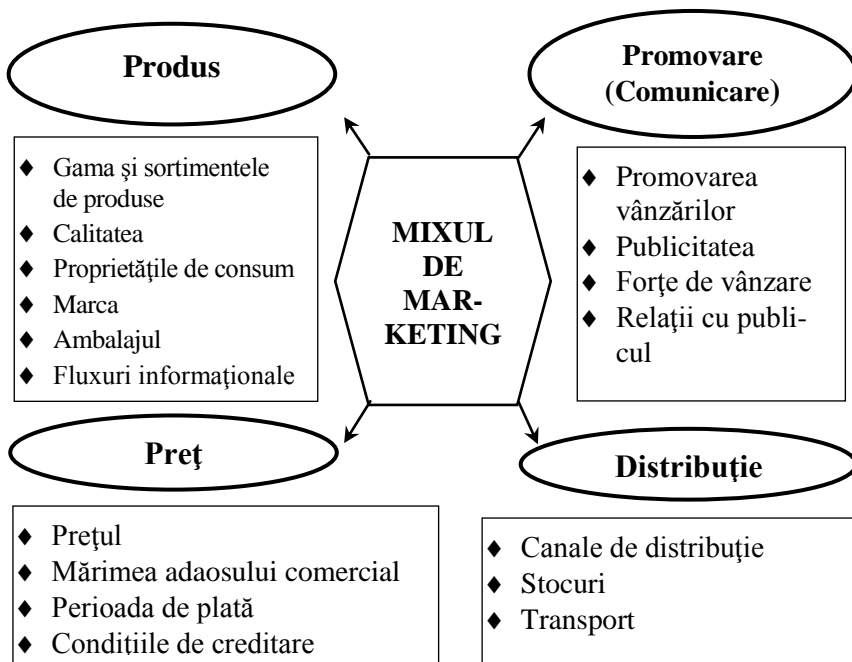 Produs
♦ Gama şi sortimentele
de produse
♦ Calitatea
♦ Proprietăţile de consum
♦ Marca
♦ Ambalajul
♦ Fluxuri informaţionale
Promovare
(Comunicare)
♦ Promovarea
vânzărilor
♦ Publicitatea
♦ Forţe de vânzare
♦ Relaţii cu publi-
cul
MIXUL
DE
MAR-
KETING
Preţ
♦ Preţul
♦ Mărimea adaosului comercial
♦ Perioada de plată
♦ Condiţiile de creditare
Distribuţie
♦ Canale de distribuţie
♦ Stocuri
♦ Transport